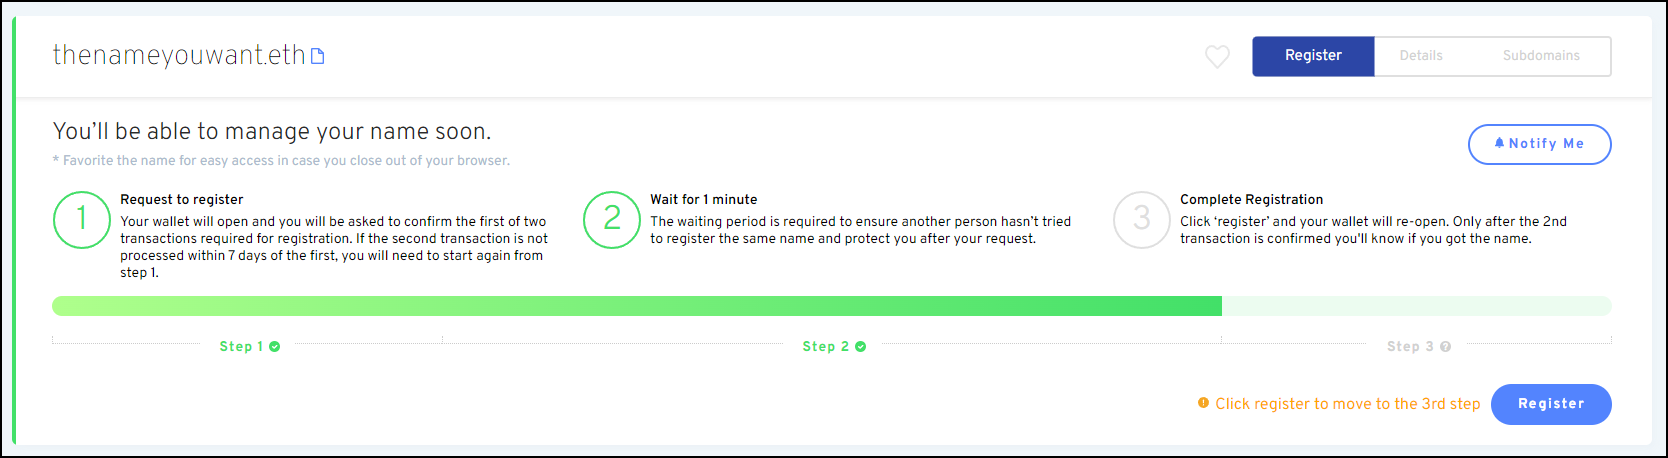 thenameyouwant.eth
Register
Details
Subdomains
You’ll be able to manage your name soon.
* Favorite the name for easy access in case you close out of your browser.
Notify Me
1
Request to register
Your wallet will open and you will be asked to confirm the first of two
transactions required for registration. If the second transaction is not
processed within 7 days of the first, you will need to start again from
step 1.
2
Wait for 1 minute
The waiting period is required to ensure another person hasn’t tried
to register the same name and protect you after your request.
3
Complete Registration
Click ‘register’ and your wallet will re-open. Only after the 2nd
transaction is confirmed you'll know if you got the name.
Step 1
Step 2
Step 3
Click register to move to the 3rd step
Register